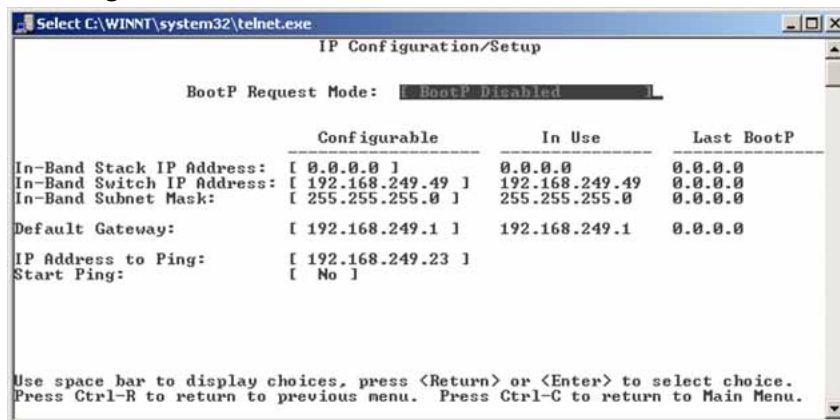 Select C:\WINNT\system32\telnet.exe
IP Configuration/Setup
BootP Request Mode: [ BootP Disabled ]
Configurable In Use Last BootP
In-Band Stack IP Address: [ 0.0.0.0 ] 0.0.0.0 0.0.0.0
In-Band Switch IP Address: [ 192.168.249.49 ] 192.168.249.49 0.0.0.0
In-Band Subnet Mask: [ 255.255.255.0 ] 255.255.255.0 0.0.0.0
Default Gateway: [ 192.168.249.1 ] 192.168.249.1 0.0.0.0
IP Address to Ping: [ 192.168.249.23 ]
Start Ping: [ No ]
Use space bar to display choices, press <Return> or <Enter> to select choice.
Press Ctrl-R to return to previous menu. Press Ctrl-C to return to Main Menu.